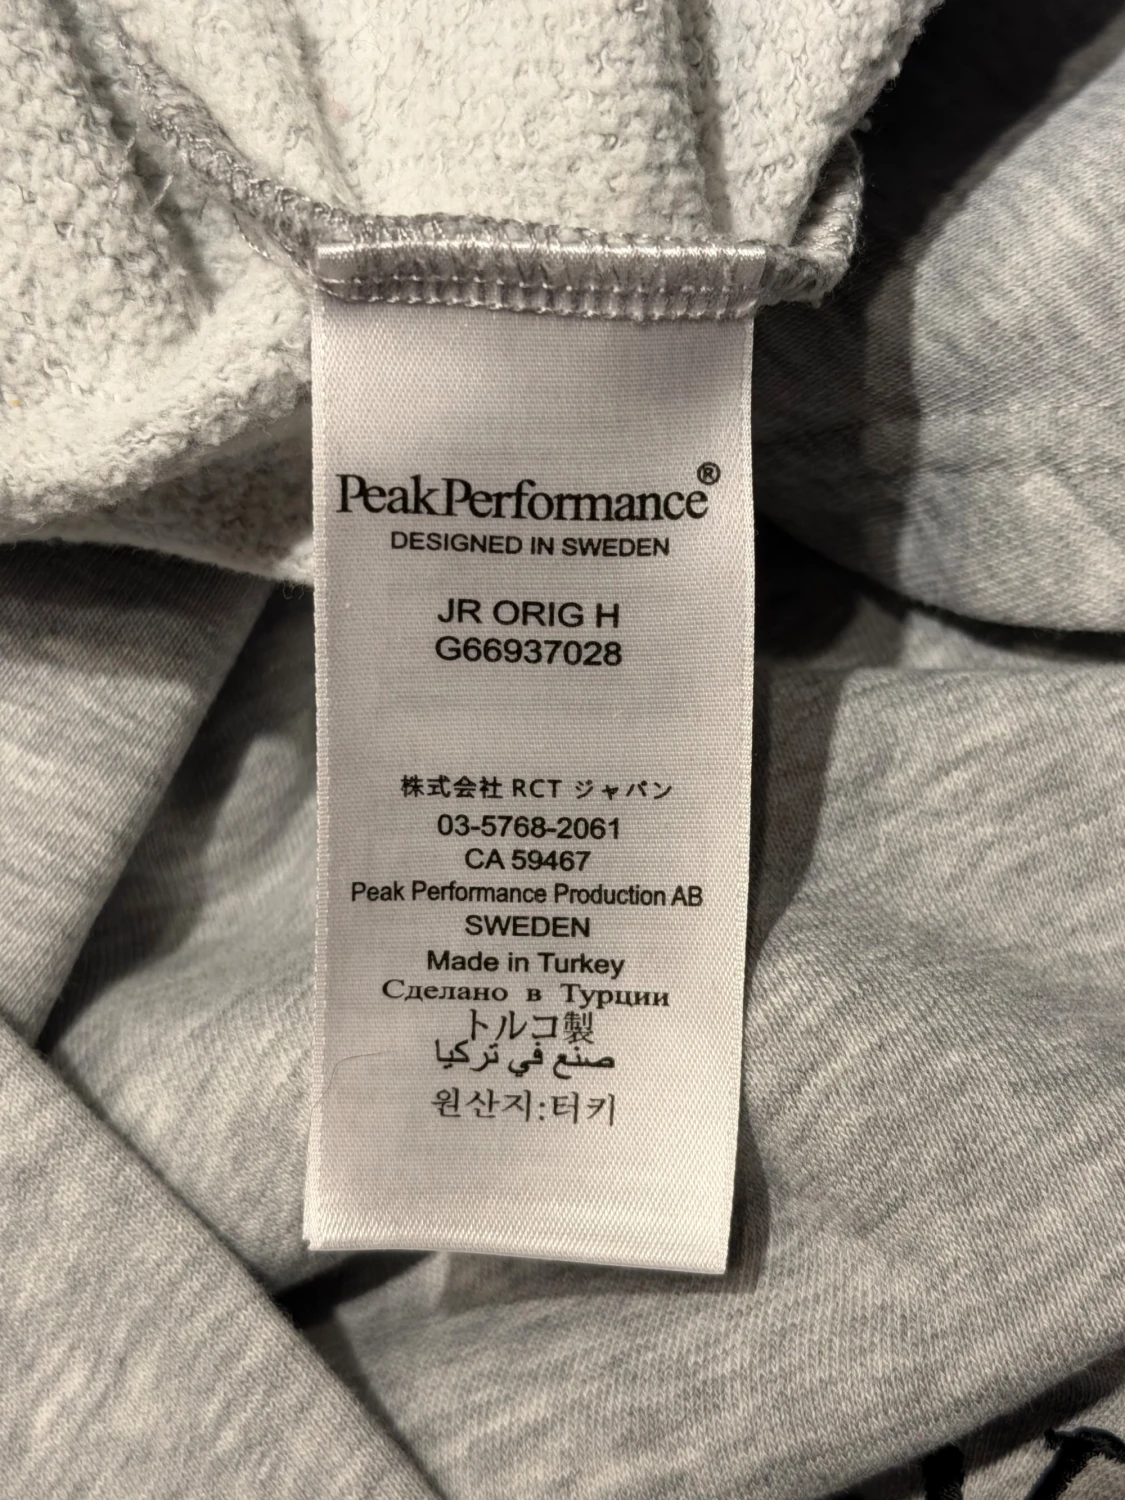 PeakPerformance®
DESIGNED IN SWEDEN
JR ORIG H
G66937028
株式会社 RCT ジャパン
03-5768-2061
CA 59467
Peak Performance Production AB
SWEDEN
Made in Turkey
Сделано в Турции
トルコ製
صنع في تركيا
원산지:터키